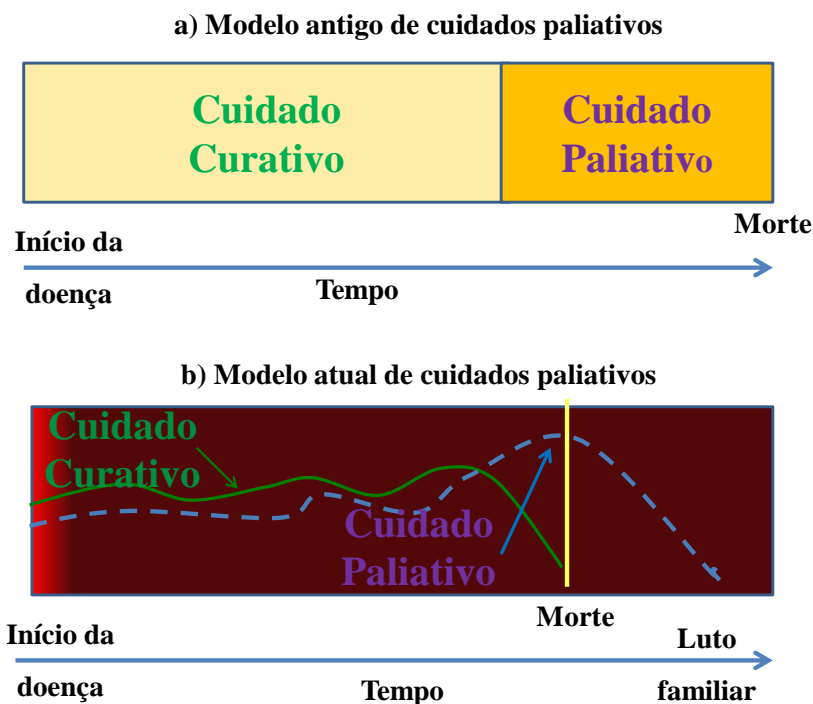 a) Modelo antigo de cuidados paliativos
Cuidado
Curativo
Cuidado
Paliativo
Morte
Início da
doença
Tempo
b) Modelo atual de cuidados paliativos
Cuidado
Curativo
Cuidado
Paliativo
Morte
Início da
doença
Tempo
Luto
familiar